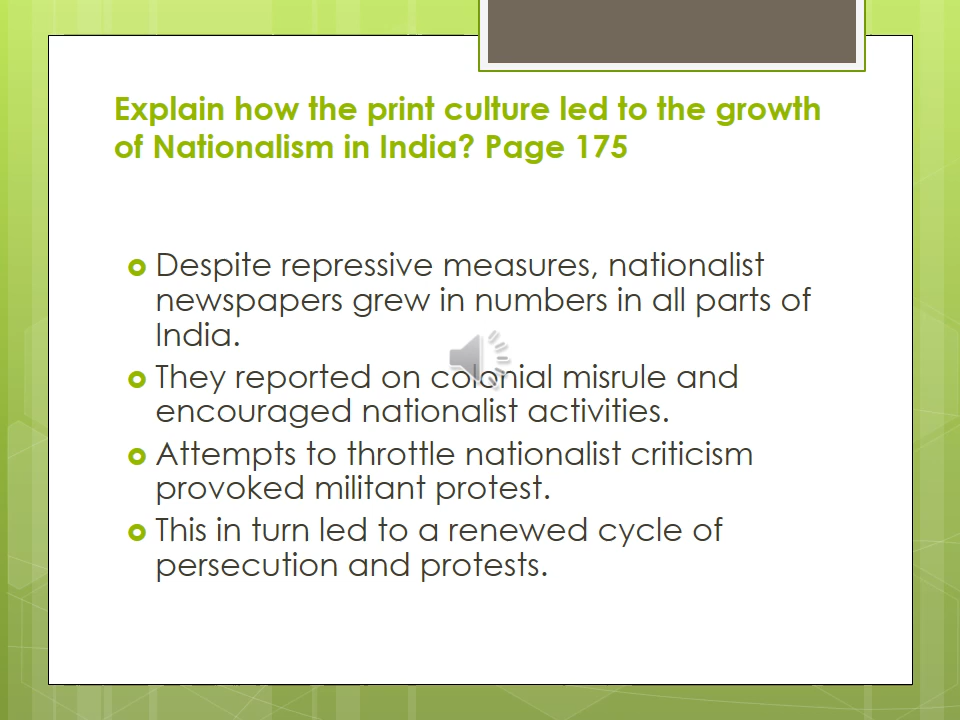 Explain how the print culture led to the growth
of Nationalism in India? Page 175
Despite repressive measures, nationalist
newspapers grew in numbers in all parts of
India.
They reported on colonial misrule and
encouraged nationalist activities.
Attempts to throttle nationalist criticism
provoked militant protest.
This in turn led to a renewed cycle of
persecution and protests.